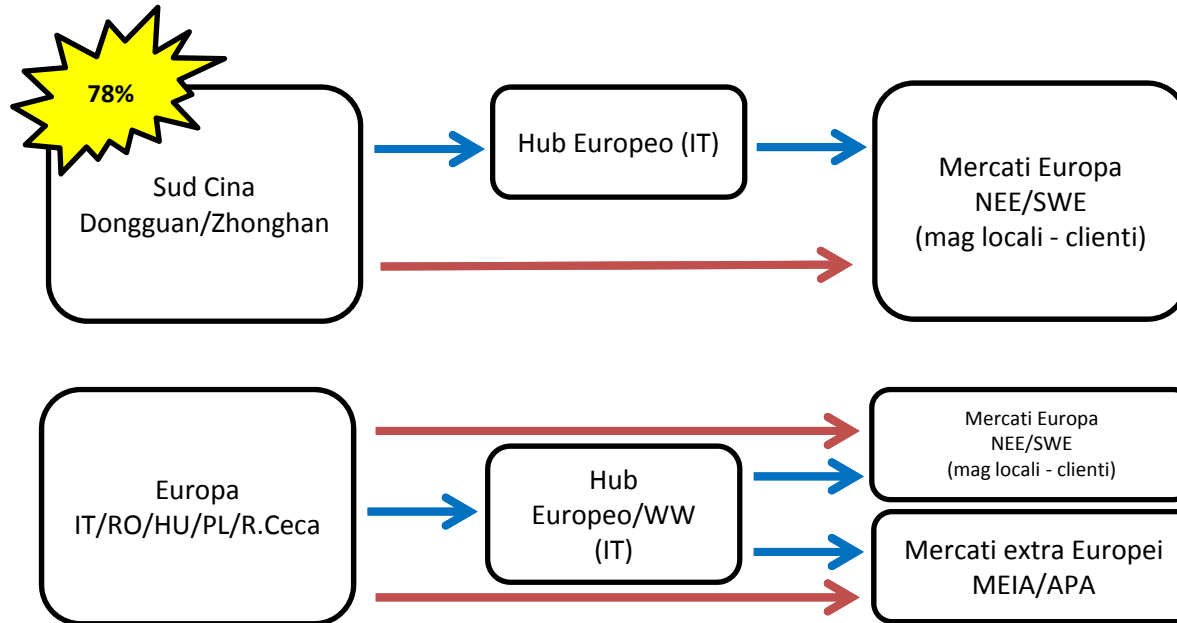 78%
Sud Cina
Dongguan/Zhonghan
Hub Europeo (IT)
Mercati Europa
NEE/SWE
(mag locali - clienti)
Europa
IT/RO/HU/PL/R.Ceca
Hub
Europeo/WW
(IT)
Mercati Europa
NEE/SWE
(mag locali - clienti)
Mercati extra Europei
MEIA/APA